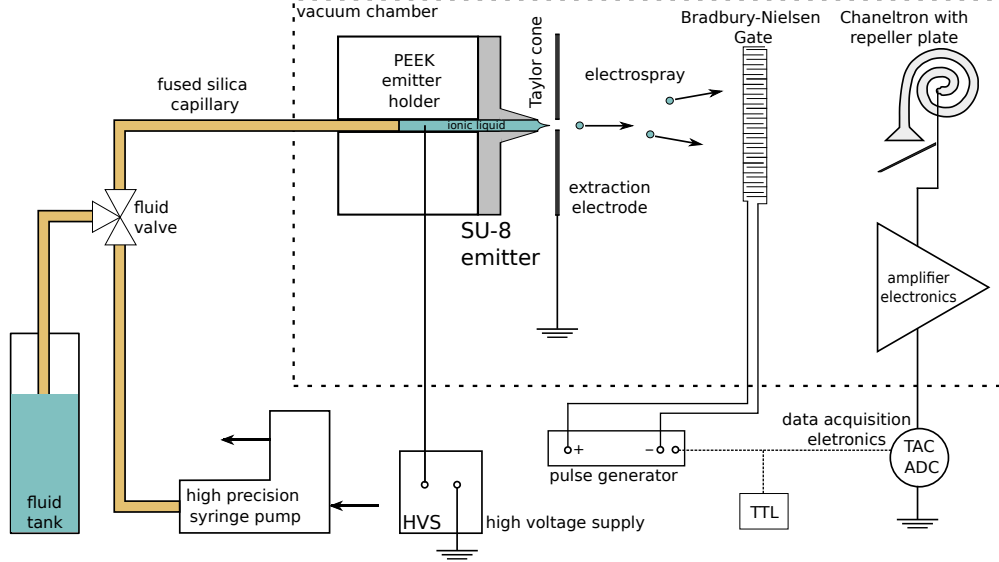 vacuum chamber
Bradbury-Nielsen
Gate
Chaneltron with
repeller plate
PEEK
emitter
holder
Taylor cone
electrospray
fused silica
capillary
ionic liquid
extraction
electrode
fluid
valve
SU-8
emitter
amplifier
electronics
data acquisition
eletronics
TAC
ADC
+
−
pulse generator
high precision
syringe pump
fluid
tank
HVS
high voltage supply
TTL